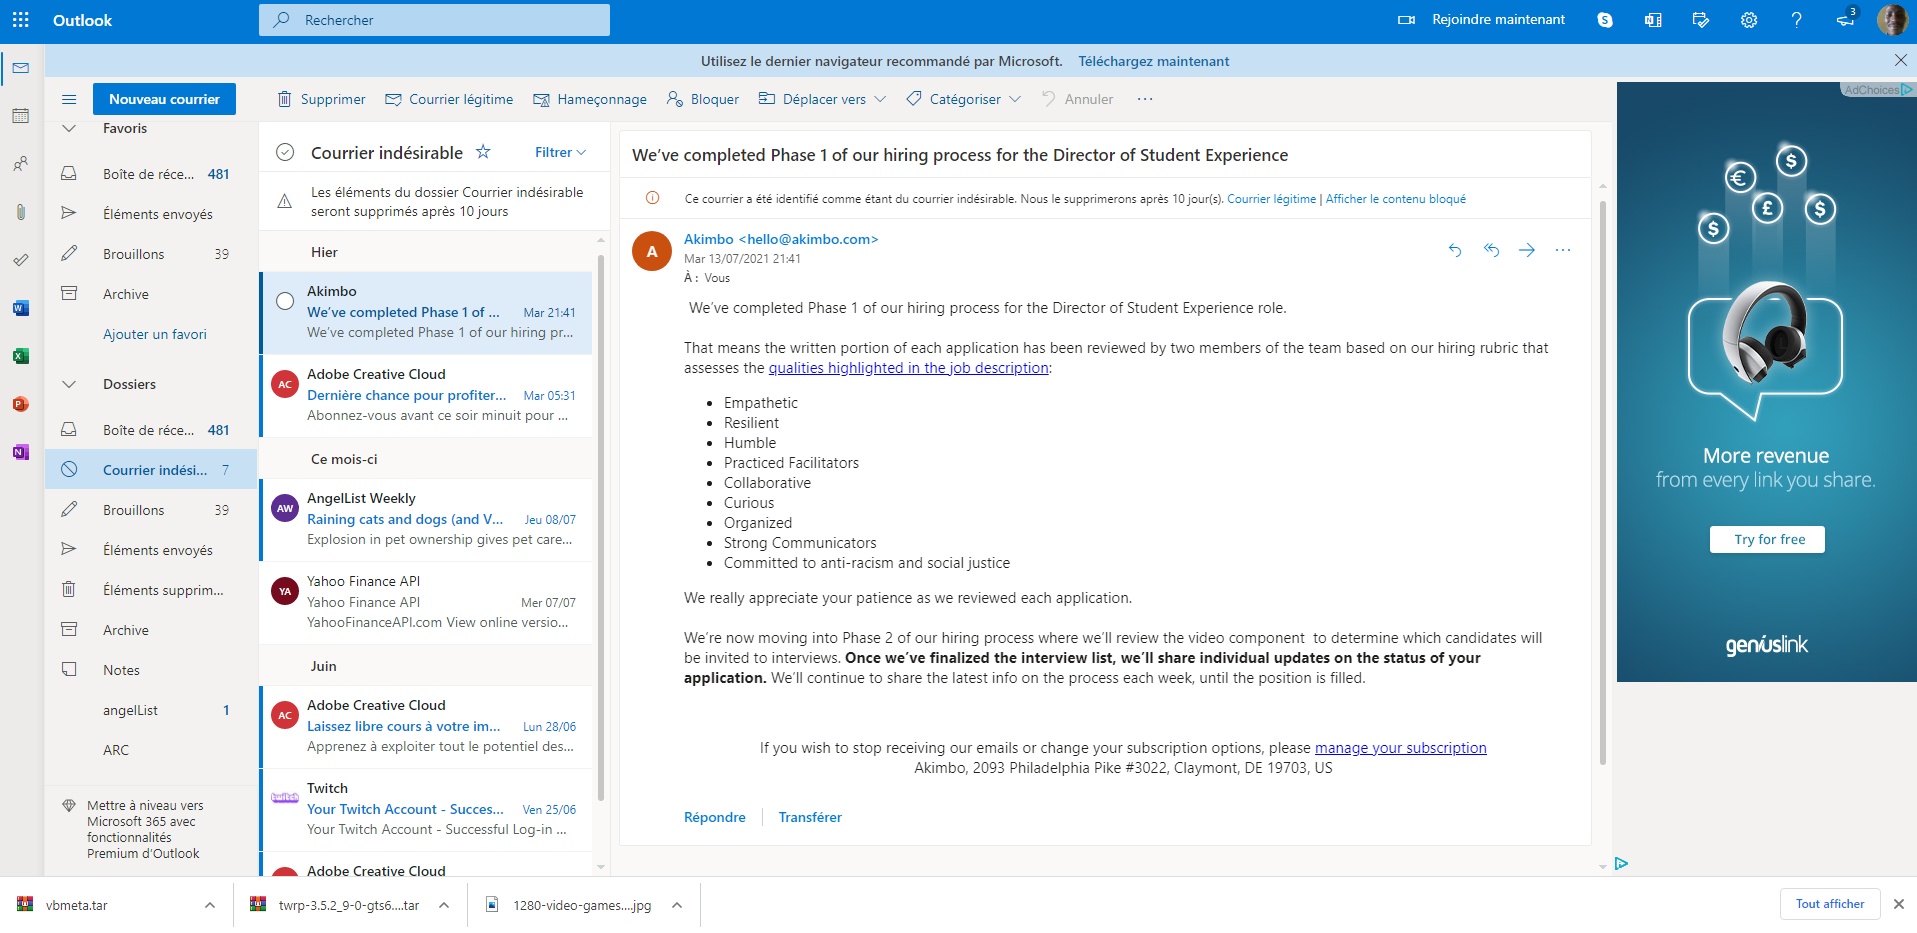 Outlook
Rechercher
Rejoindre maintenant
3
Utilisez le dernier navigateur recommandé par Microsoft. Téléchargez maintenant
Nouveau courrier
Supprimer
Courrier légitime
Hameçonnage
Bloquer
Déplacer vers
Catégoriser
Annuler
Favoris
Boîte de réce... 481
Éléments envoyés
Brouillons 39
Archive
Ajouter un favori
Dossiers
Boîte de réce... 481
Courrier indési... 7
Brouillons 39
Éléments envoyés
Éléments supprim...
Archive
Notes
angelList 1
ARC
Mettre à niveau vers
Microsoft 365 avec
fonctionnalités
Premium d'Outlook
Courrier indésirable
Filtrer
Les éléments du dossier Courrier indésirable
seront supprimés après 10 jours
Hier
Akimbo
We've completed Phase 1 of ... Mar 21:41
We've completed Phase 1 of our hiring pr...
AC
Adobe Creative Cloud
Dernière chance pour profiter... Mar 05:31
Abonnez-vous avant ce soir minuit pour ...
Ce mois-ci
AW
AngelList Weekly
Raining cats and dogs (and V... Jeu 08/07
Explosion in pet ownership gives pet care...
YA
Yahoo Finance API
Yahoo Finance API Mer 07/07
YahooFinanceAPI.com View online versio...
Juin
AC
Adobe Creative Cloud
Laissez libre cours à votre im... Lun 28/06
Apprenez à exploiter tout le potentiel des...
twitch
Twitch
Your Twitch Account - Succes... Ven 25/06
Your Twitch Account - Successful Log-in ...
Adobe Creative Cloud
We've completed Phase 1 of our hiring process for the Director of Student Experience
Ce courrier a été identifié comme étant du courrier indésirable. Nous le supprimerons après 10 jour(s). Courrier légitime | Afficher le contenu bloqué
A
Akimbo <hello@akimbo.com>
Mar 13/07/2021 21:41
À : Vous
We've completed Phase 1 of our hiring process for the Director of Student Experience role.
That means the written portion of each application has been reviewed by two members of the team based on our hiring rubric that
assesses the qualities highlighted in the job description:
• Empathetic
• Resilient
• Humble
• Practiced Facilitators
• Collaborative
• Curious
• Organized
• Strong Communicators
• Committed to anti-racism and social justice
We really appreciate your patience as we reviewed each application.
We're now moving into Phase 2 of our hiring process where we'll review the video component to determine which candidates will
be invited to interviews. Once we've finalized the interview list, we'll share individual updates on the status of your
application. We'll continue to share the latest info on the process each week, until the position is filled.
If you wish to stop receiving our emails or change your subscription options, please manage your subscription
Akimbo, 2093 Philadelphia Pike #3022, Claymont, DE 19703, US
Répondre
Transférer
AdChoices
More revenue
from every link you share.
Try for free
geniuslink
vbmeta.tar
twrp-3.5.2_9-0-gts6....tar
1280-video-games....jpg
Tout afficher